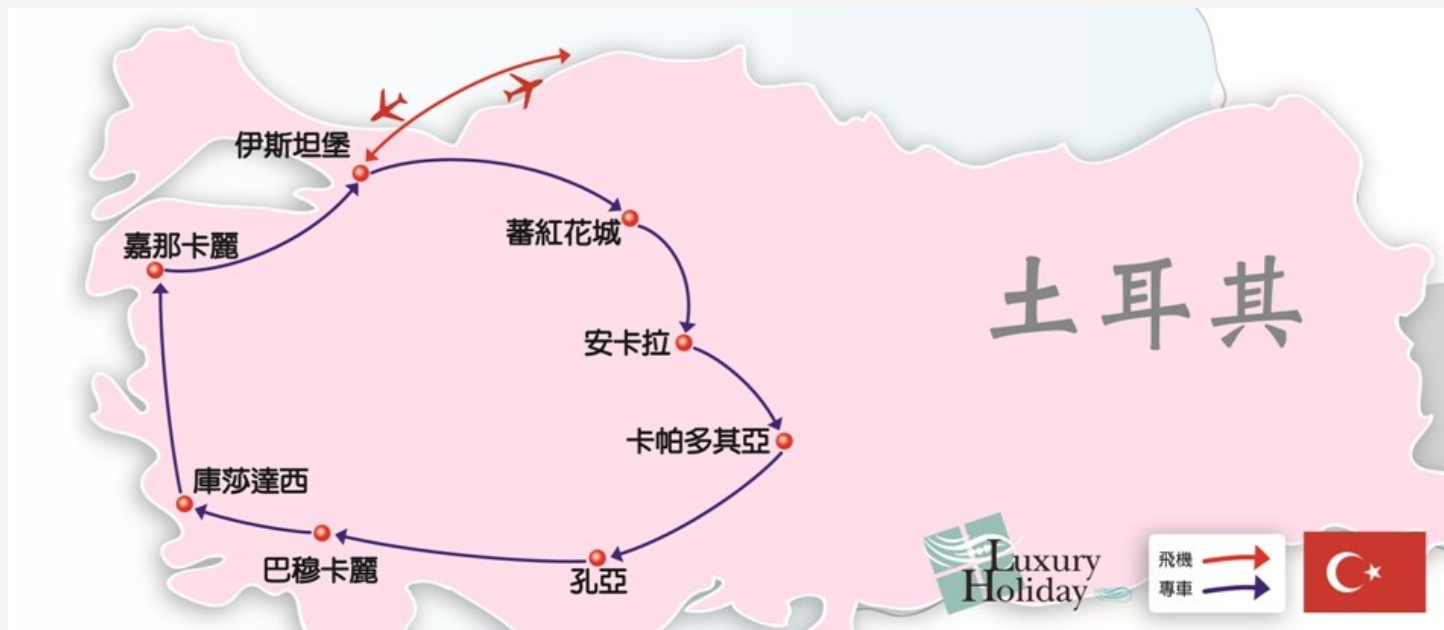 伊斯坦堡
蕃紅花城
嘉那卡麗
土耳其
安卡拉
卡帕多其亞
庫莎達西
巴穆卡麗
孔亞
Luxury
Holiday
飛機
專車